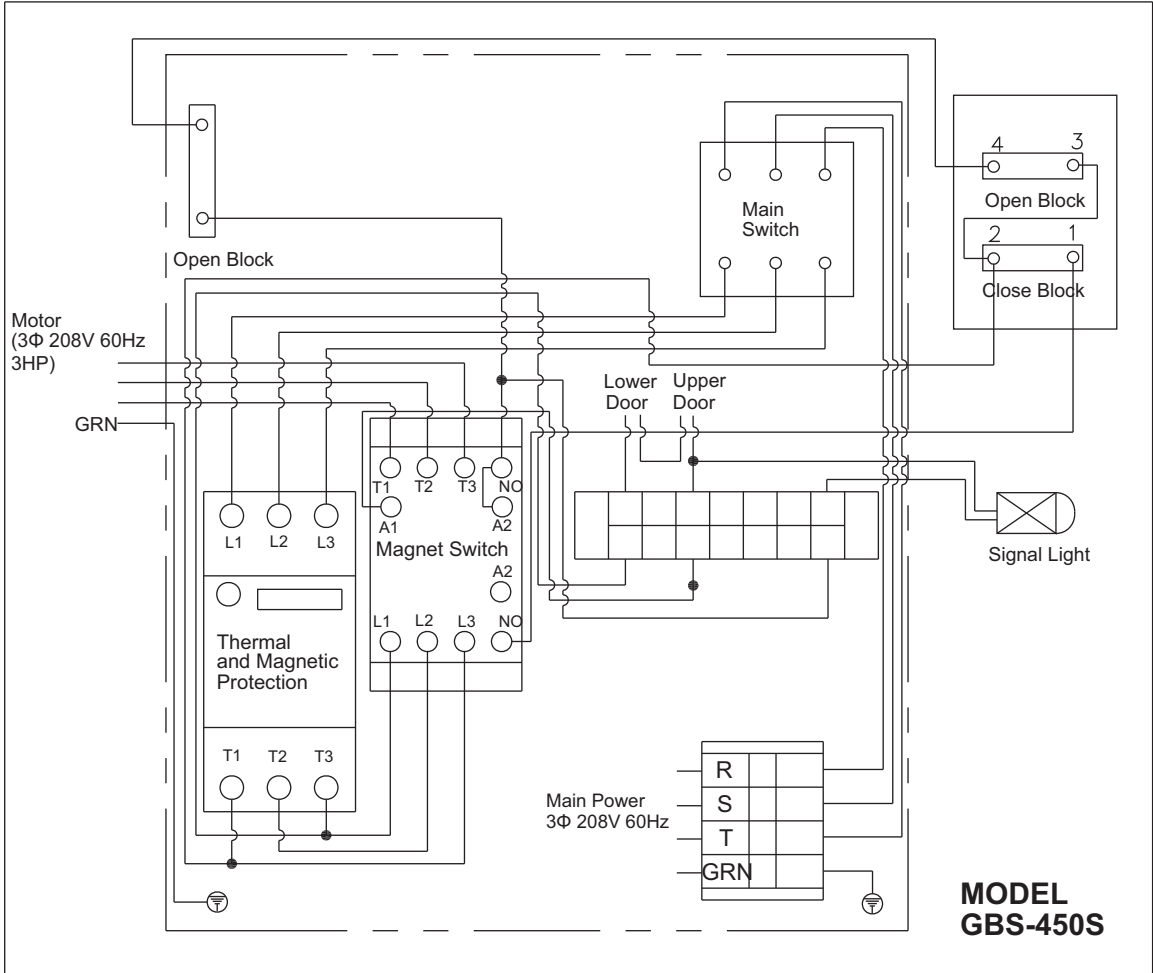 4 3
Open Block
2 1
Close Block
Main
Switch
Open Block
Motor
(3Φ 208V 60Hz
3HP)
GRN
Lower
Door
Upper
Door
T1 T2 T3 NO
A1 A2
Magnet Switch
A2
L1 L2 L3 NO
L1 L2 L3
Thermal
and Magnetic
Protection
T1 T2 T3
Signal Light
Main Power
3Φ 208V 60Hz
R
S
T
GRN
MODEL
GBS-450S